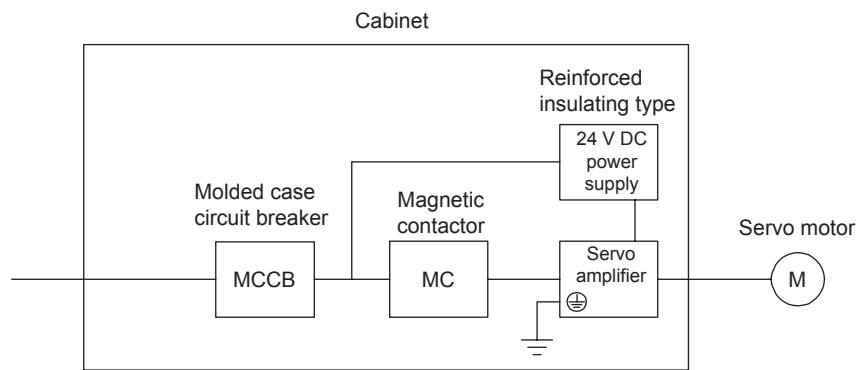 Cabinet
Reinforced
insulating type
24 V DC
power
supply
Molded case
circuit breaker
Magnetic
contactor
Servo motor
MCCB
MC
Servo
amplifier
M